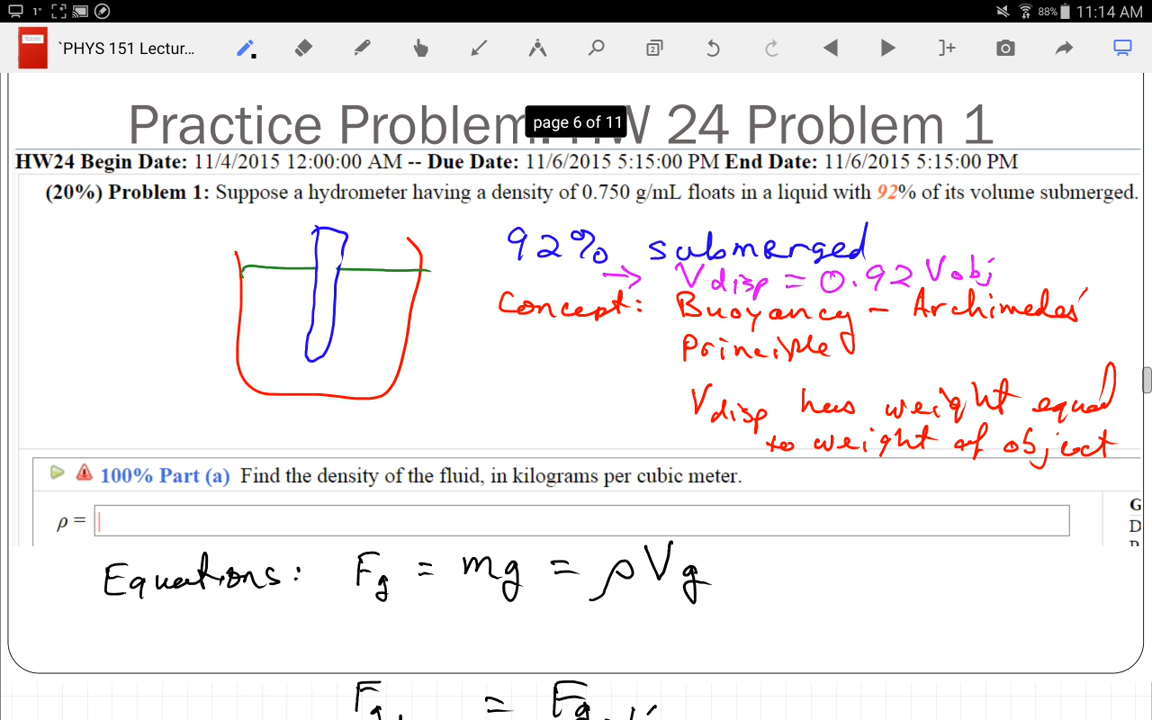 1°
88%
11:14 AM
`PHYS 151 Lectur...
2
Practice Problem HW 24 Problem 1
page 6 of 11
HW24 Begin Date: 11/4/2015 12:00:00 AM -- Due Date: 11/6/2015 5:15:00 PM End Date: 11/6/2015 5:15:00 PM
(20%) Problem 1: Suppose a hydrometer having a density of 0.750 g/mL floats in a liquid with 92% of its volume submerged.
92% submerged
→ Vdisp = 0.92 Vobj
Concept: Buoyancy - Archimedes'
Principle
Vdisp has weight equal
to weight of object
100% Part (a) Find the density of the fluid, in kilograms per cubic meter.
ρ =
G
D
Equations: Fg = mg = ρVg
Fg = Fg